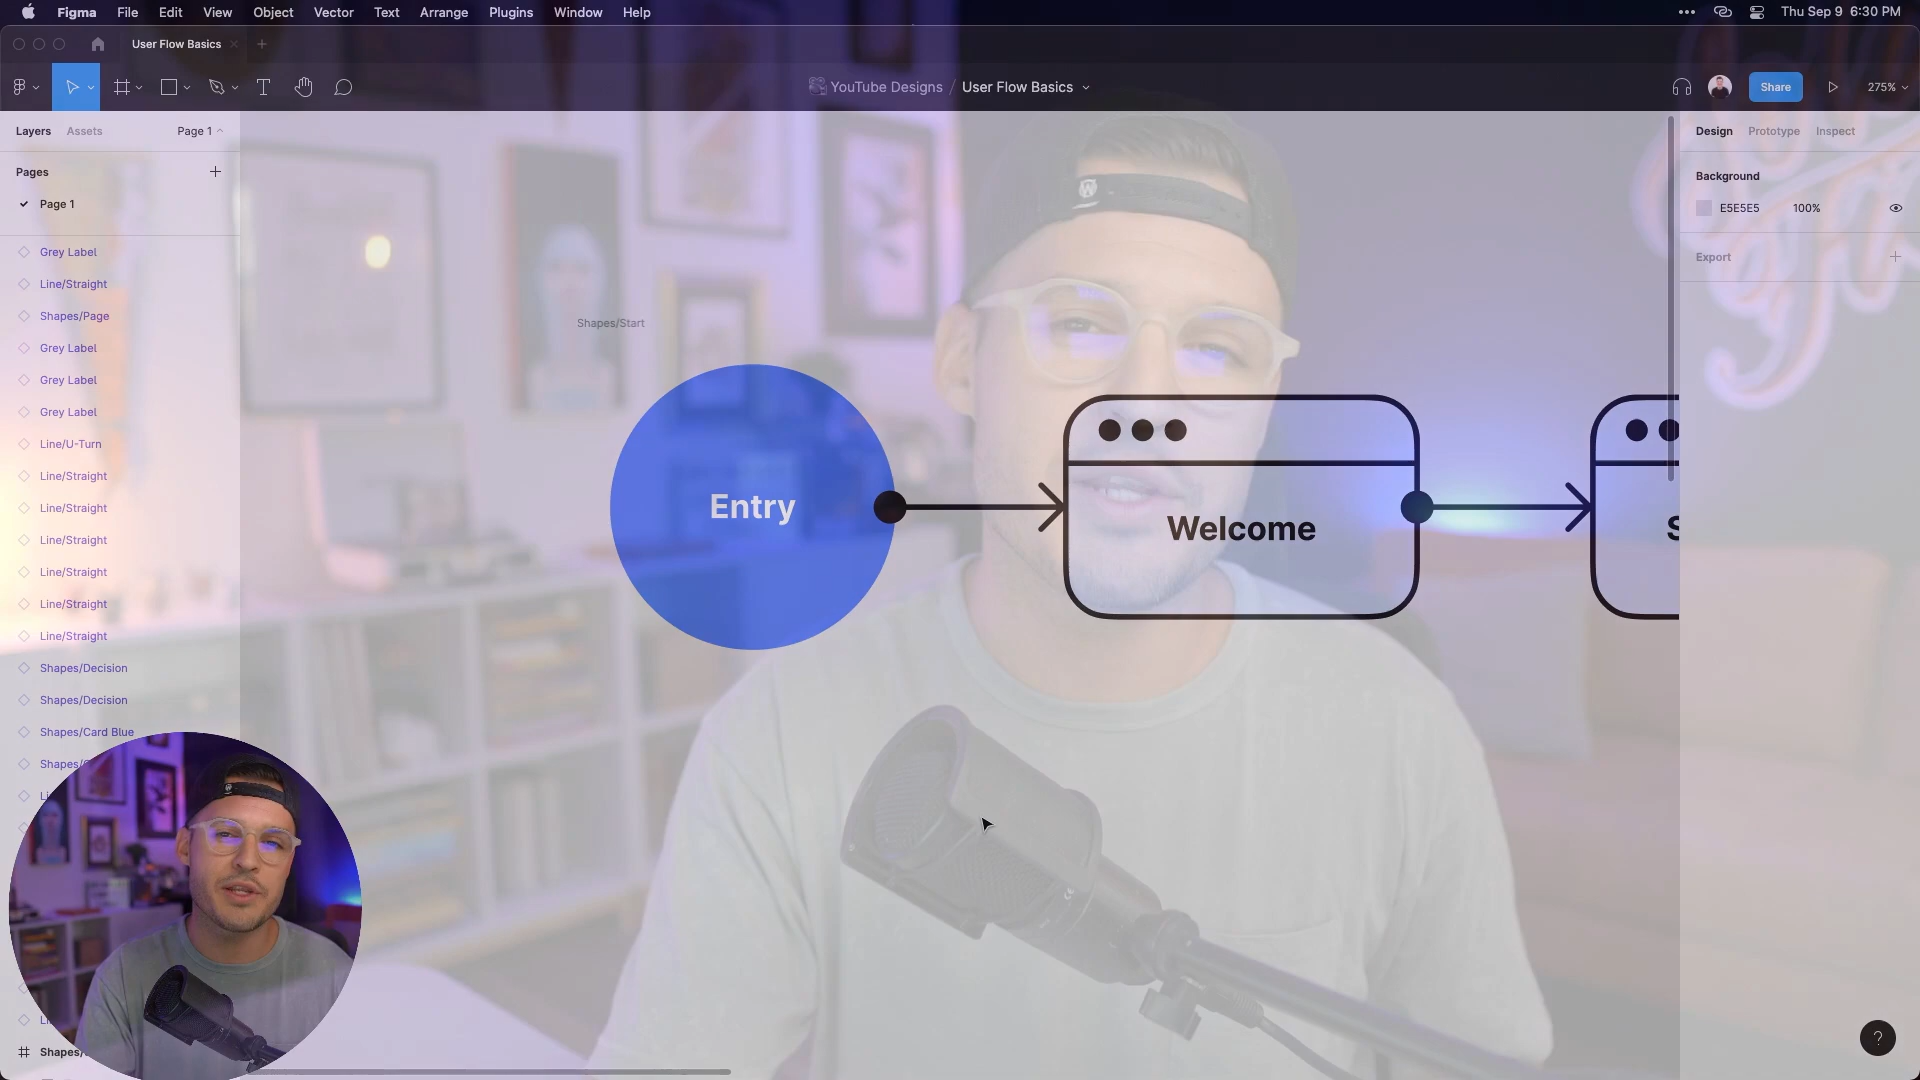 Figma File Edit View Object Vector Text Arrange Plugins Window Help Thu Sep 9 6:30 PM
User Flow Basics
YouTube Designs / User Flow Basics Share 275%
Layers Assets Page 1 Design Prototype Inspect
Pages
Page 1
Background
E5E5E5 100%
Export
Grey Label
Line/Straight
Shapes/Page
Grey Label
Grey Label
Grey Label
Line/U-Turn
Line/Straight
Line/Straight
Line/Straight
Line/Straight
Line/Straight
Line/Straight
Shapes/Decision
Shapes/Decision
Shapes/Card Blue
Shapes/
Shapes/
Shapes/Start
Entry
Welcome
?